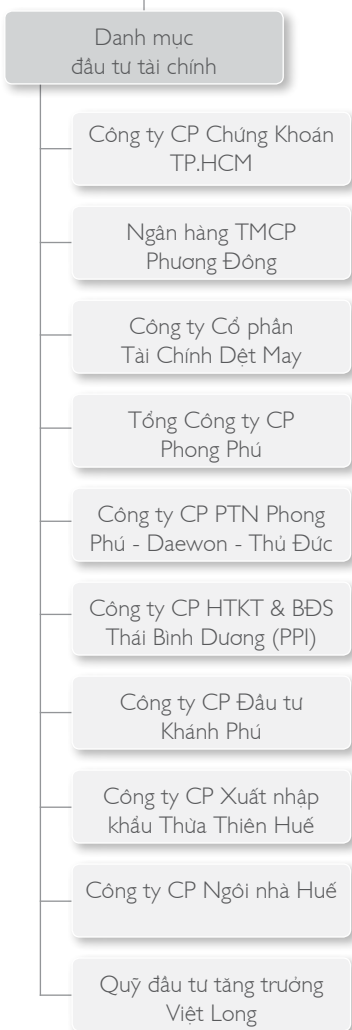 Danh mục
đầu tư tài chính
Công ty CP Chứng Khoán
TP.HCM
Ngân hàng TMCP
Phương Đông
Công ty Cổ phần
Tài Chính Dệt May
Tổng Công ty CP
Phong Phú
Công ty CP PTN Phong
Phú - Daewon - Thủ Đức
Công ty CP HTKT & BĐS
Thái Bình Dương (PPI)
Công ty CP Đầu tư
Khánh Phú
Công ty CP Xuất nhập
khẩu Thừa Thiên Huế
Công ty CP Ngôi nhà Huế
Quỹ đầu tư tăng trưởng
Việt Long